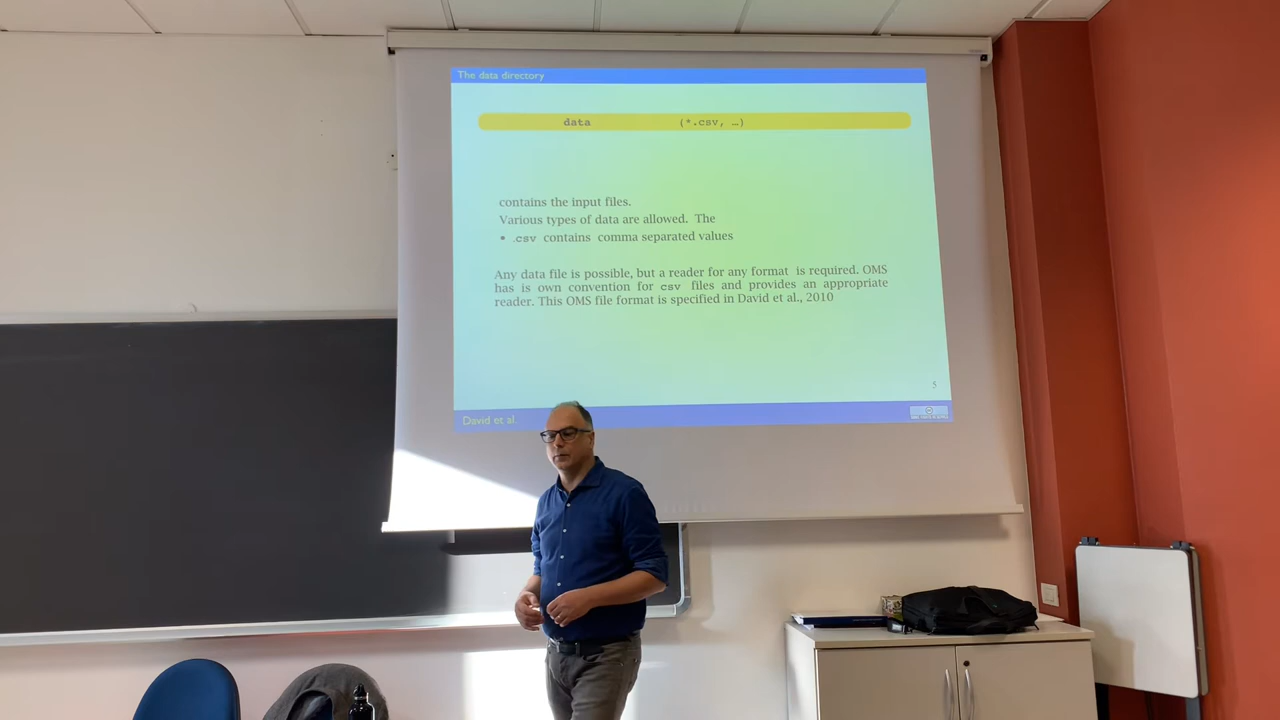 The data directory
data (*.csv, …)
contains the input files.
Various types of data are allowed. The
• .csv contains comma separated values
Any data file is possible, but a reader for any format is required. OMS
has is own convention for csv files and provides an appropriate
reader. This OMS file format is specified in David et al., 2010
5
David et al.